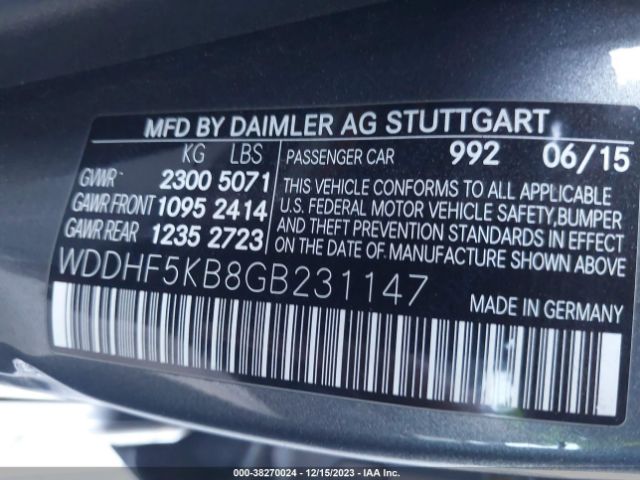 MFD BY DAIMLER AG STUTTGART
KG LBS
GVWR 2300 5071
GAWR FRONT 1095 2414
GAWR REAR 1235 2723
PASSENGER CAR 992 06/15
THIS VEHICLE CONFORMS TO ALL APPLICABLE
U.S. FEDERAL MOTOR VEHICLE SAFETY, BUMPER
AND THEFT PREVENTION STANDARDS IN EFFECT
ON THE DATE OF MANUFACTURE SHOWN ABOVE
WDDHF5KB8GB231147
MADE IN GERMANY
000-38270024 - 12/15/2023 - IAA Inc.